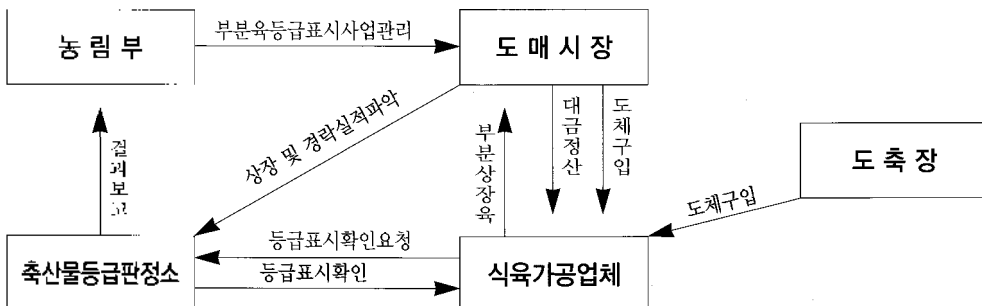 농림부
부분육등급표시사업관리
도매시장
상장 및 경락실적파악
결과보고
부분상장육
대금정산
도체구입
도축장
도체구입
축산물등급판정소
등급표시확인요청
등급표시확인
식육가공업체